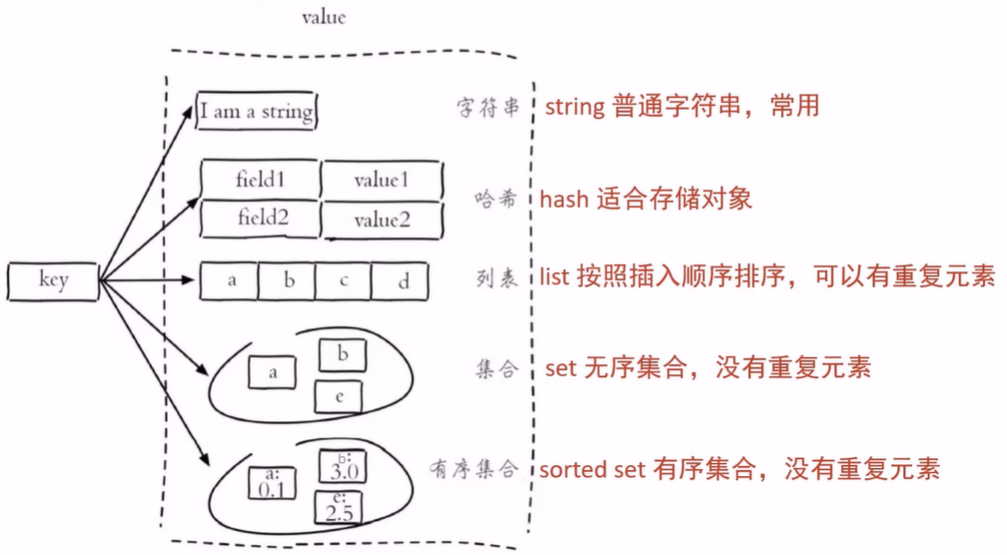 value
I am a string
字符串
string 普通字符串，常用
field1 value1
field2 value2
哈希
hash 适合存储对象
key
a b c d
列表
list 按照插入顺序排序，可以有重复元素
a
b
e
集合
set 无序集合，没有重复元素
a:
0.1
b:
3.0
e:
2.5
有序集合
sorted set 有序集合，没有重复元素